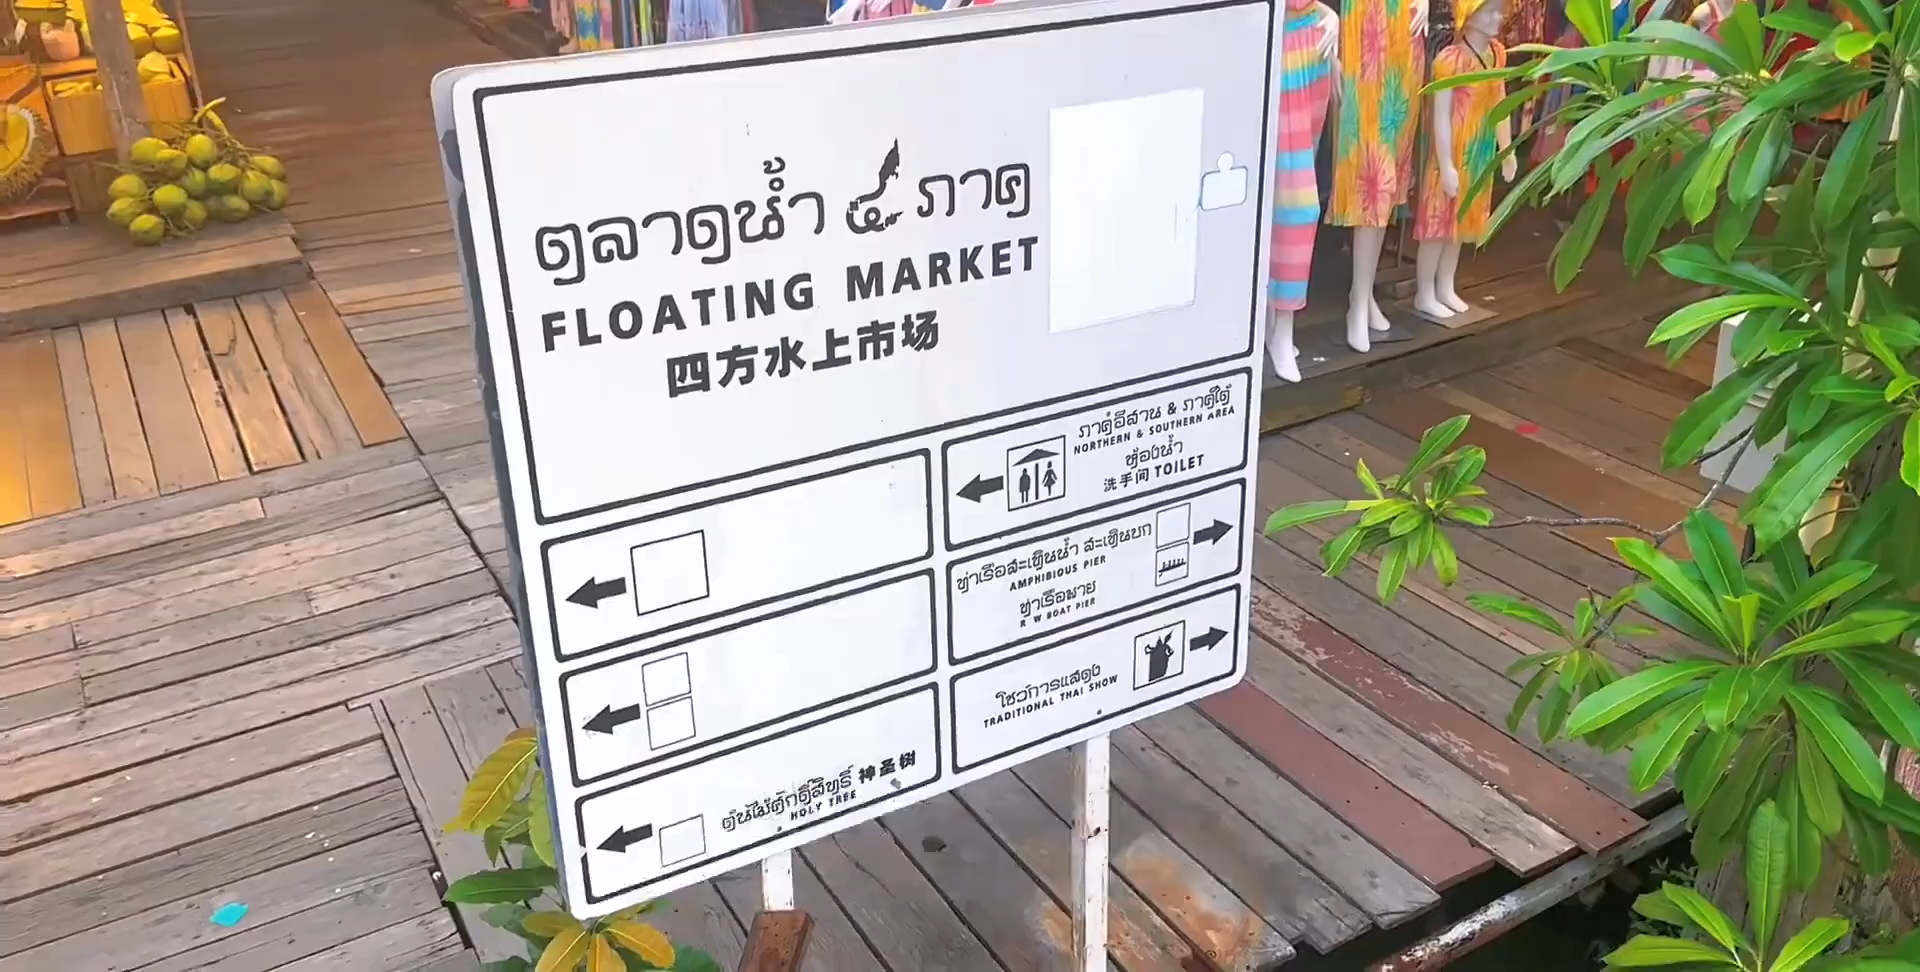 ตลาดน้ำ ๔ ภาค
FLOATING MARKET
四方水上市场
ภาคอีสาน & ภาคใต้
NORTHERN & SOUTHERN AREA
ห้องน้ำ
洗手间 TOILET
ท่าเรือสะเทินน้ำ สะเทินบก
AMPHIBIOUS PIER
ท่าเรือพาย
R W BOAT PIER
โชว์การแสดง
TRADITIONAL THAI SHOW
ต้นไม้ศักดิ์สิทธิ์ 神圣树
HOLY TREE